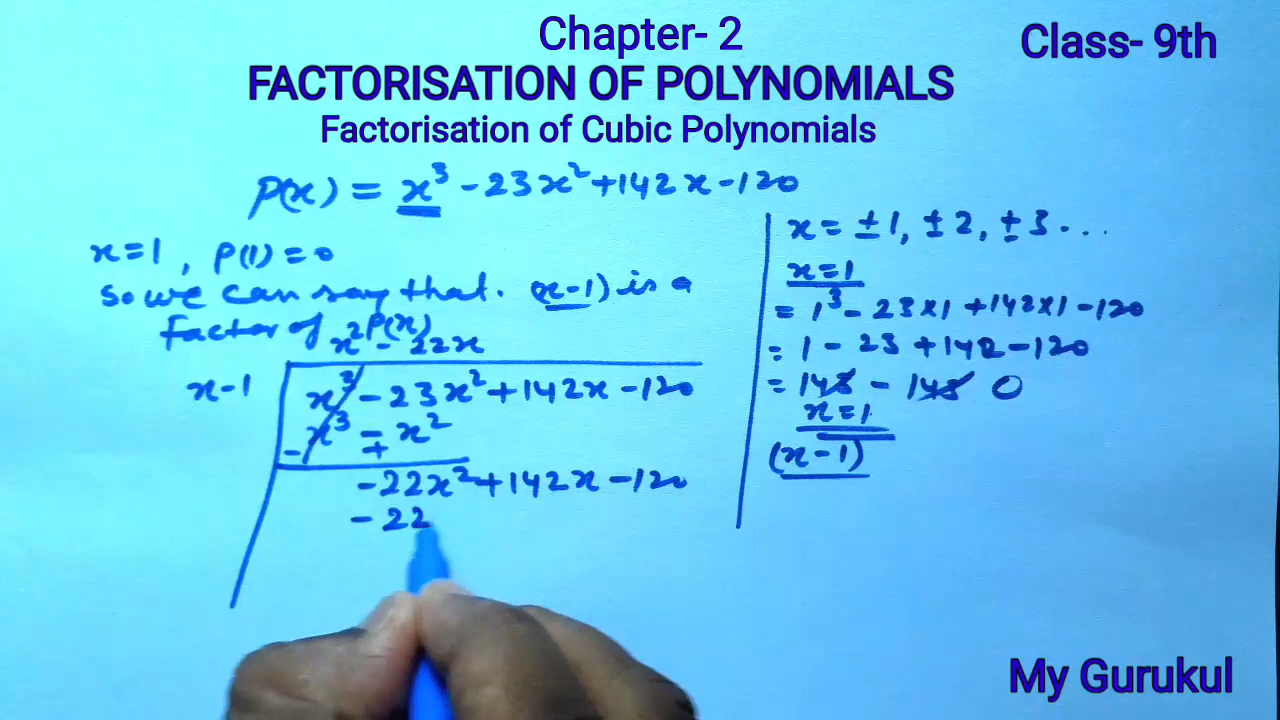 Chapter- 2
Class- 9th
FACTORISATION OF POLYNOMIALS
Factorisation of Cubic Polynomials
P(x) = x³ - 23x² + 142x - 120
x = 1 , P(1) = 0
so we can say that. (x-1) is a
factor of P(x)
x² - 22x
x-1
x³ - 23x² + 142x - 120
x³ - x²
- +
-22x² + 142x - 120
- 22
x = ± 1, ± 2, ± 3 ...
x = 1
= 1³ - 23×1 + 142×1 - 120
= 1 - 23 + 142 - 120
= 143 - 143 0
x = 1
(x - 1)
My Gurukul